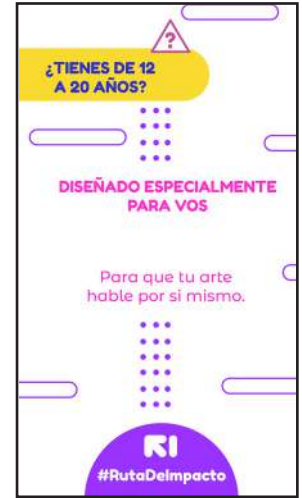 ?
¿TIENES DE 12
A 20 AÑOS?
DISEÑADO ESPECIALMENTE
PARA VOS
Para que tu arte
hable por si mismo.
RI
#RutaDeImpacto